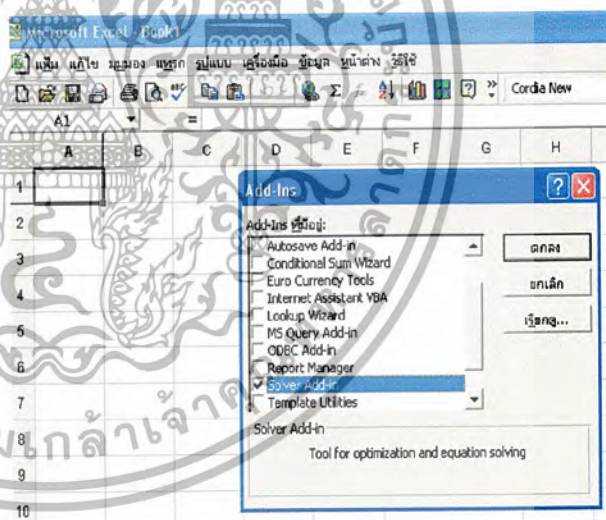 Microsoft Excel - Book1
แฟ้ม แก้ไข มุมมอง แทรก รูปแบบ เครื่องมือ ข้อมูล หน้าต่าง วิธีใช้
Cordia New
A1 =
A B C D E F G H
1
2
3
4
5
6
7
8
9
10
Add-Ins
Add-Ins ที่มีอยู่:
Autosave Add-in
Conditional Sum Wizard
Euro Currency Tools
Internet Assistant VBA
Lookup Wizard
MS Query Add-in
ODBC Add-in
Report Manager
Solver Add-in
Template Utilities
ตกลง
ยกเลิก
เรียกดู...
Solver Add-in
Tool for optimization and equation solving